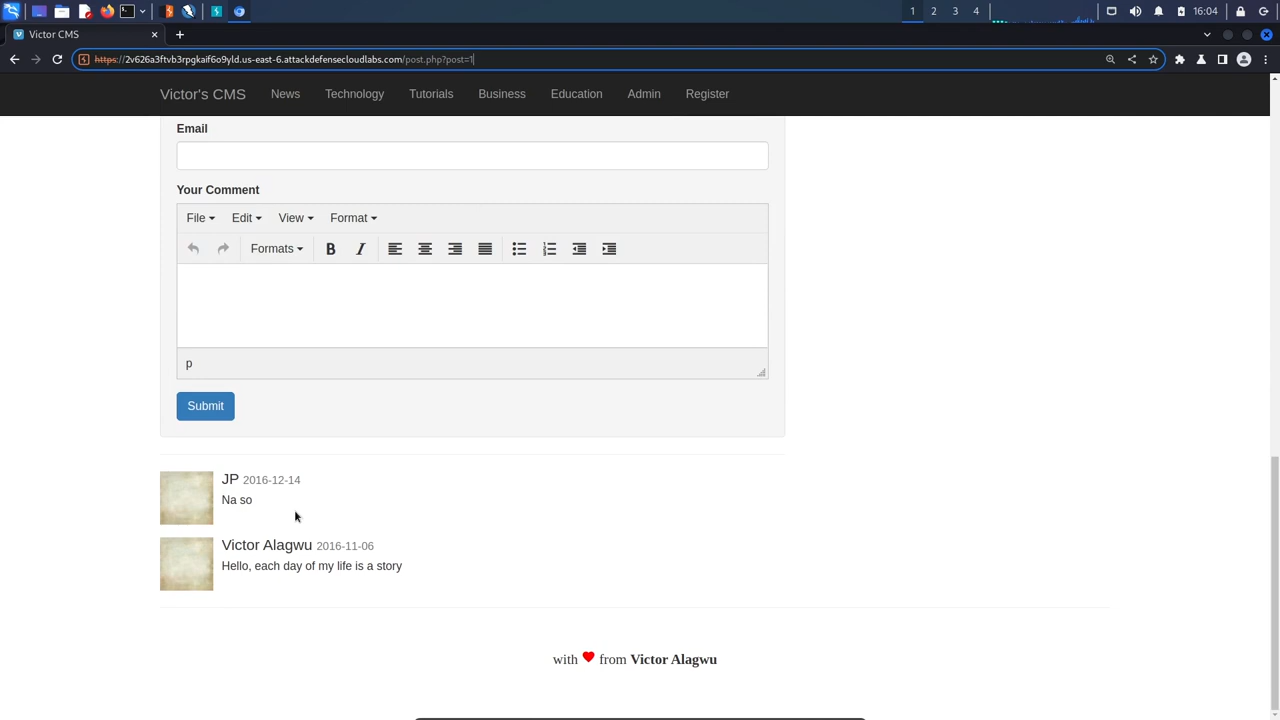 16:04
1 2 3 4
Victor CMS
https://2v626a3ftvb3rpgkaif6o9yld.us-east-6.attackdefensecloudlabs.com/post.php?post=1
Victor's CMS News Technology Tutorials Business Education Admin Register
Email
Your Comment
File Edit View Format
Formats B I
p
Submit
JP 2016-12-14
Na so
Victor Alagwu 2016-11-06
Hello, each day of my life is a story
with ❤ from Victor Alagwu